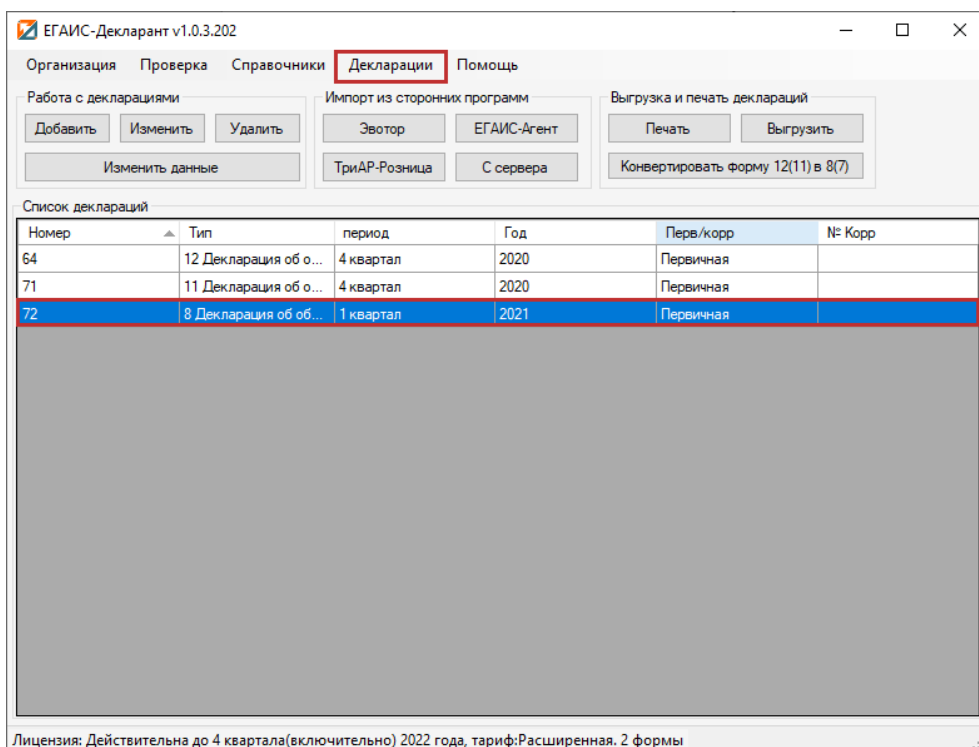 ЕГАИС-Декларант v1.0.3.202
Организация Проверка Справочники Декларации Помощь
Работа с декларациями Импорт из сторонних программ Выгрузка и печать деклараций
Добавить Изменить Удалить Эвотор ЕГАИС-Агент Печать Выгрузить
Изменить данные ТриАР-Розница С сервера Конвертировать форму 12(11) в 8(7)
Список деклараций
Номер Тип период Год Перв/корр № Корр
64 12 Декларация об о... 4 квартал 2020 Первичная
71 11 Декларация об о... 4 квартал 2020 Первичная
72 8 Декларация об об... 1 квартал 2021 Первичная
Лицензия: Действительна до 4 квартала(включительно) 2022 года, тариф:Расширенная. 2 формы